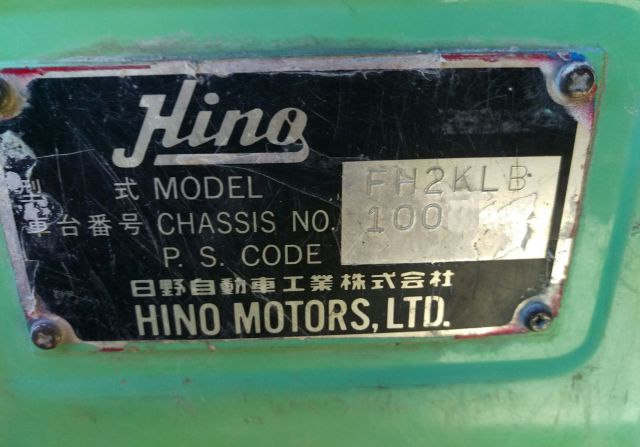 Hino
型 式 MODEL FH2KLB
車台番号 CHASSIS NO. 100
P. S. CODE
日野自動車工業株式会社
HINO MOTORS, LTD.